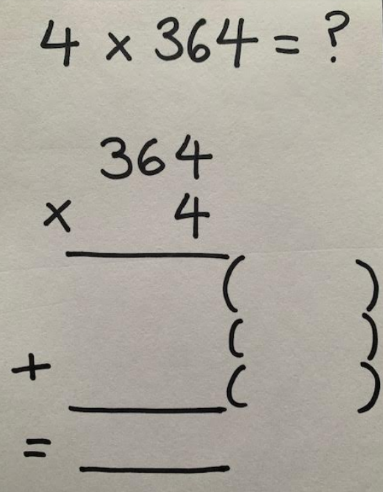 4 x 364 = ?
364
x 4
( )
( )
+ ( )
=